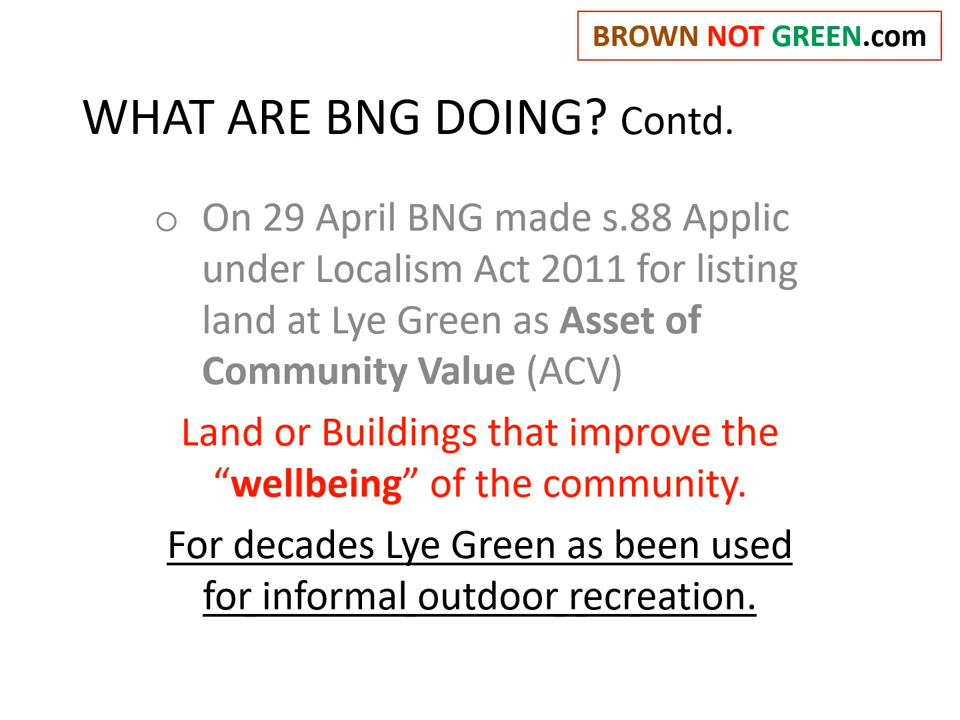 BROWN NOT GREEN.com
WHAT ARE BNG DOING? Contd.
o On 29 April BNG made s.88 Applic
under Localism Act 2011 for listing
land at Lye Green as Asset of
Community Value (ACV)
Land or Buildings that improve the
“wellbeing” of the community.
For decades Lye Green as been used
for informal outdoor recreation.